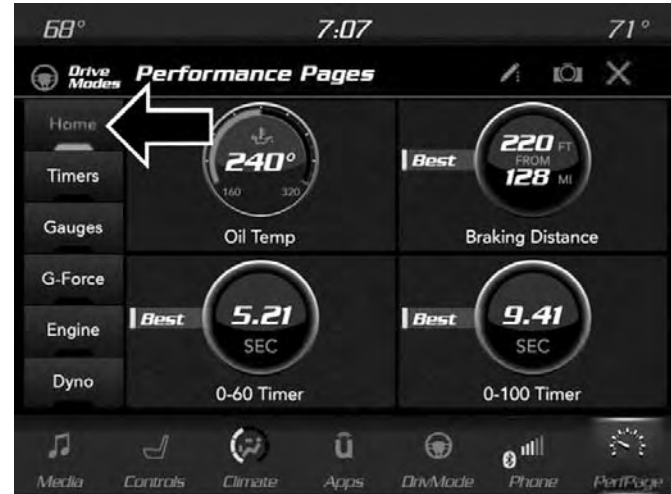 68° 7:07 71°
Drive Modes Performance Pages
Home
Timers
Gauges
G-Force
Engine
Dyno
240°
160 320
Oil Temp
Best
220 FT
FROM
128 MI
Braking Distance
Best
5.21
SEC
0-60 Timer
Best
9.41
SEC
0-100 Timer
Media Controls Climate Apps DrivMode Phone PerfPage